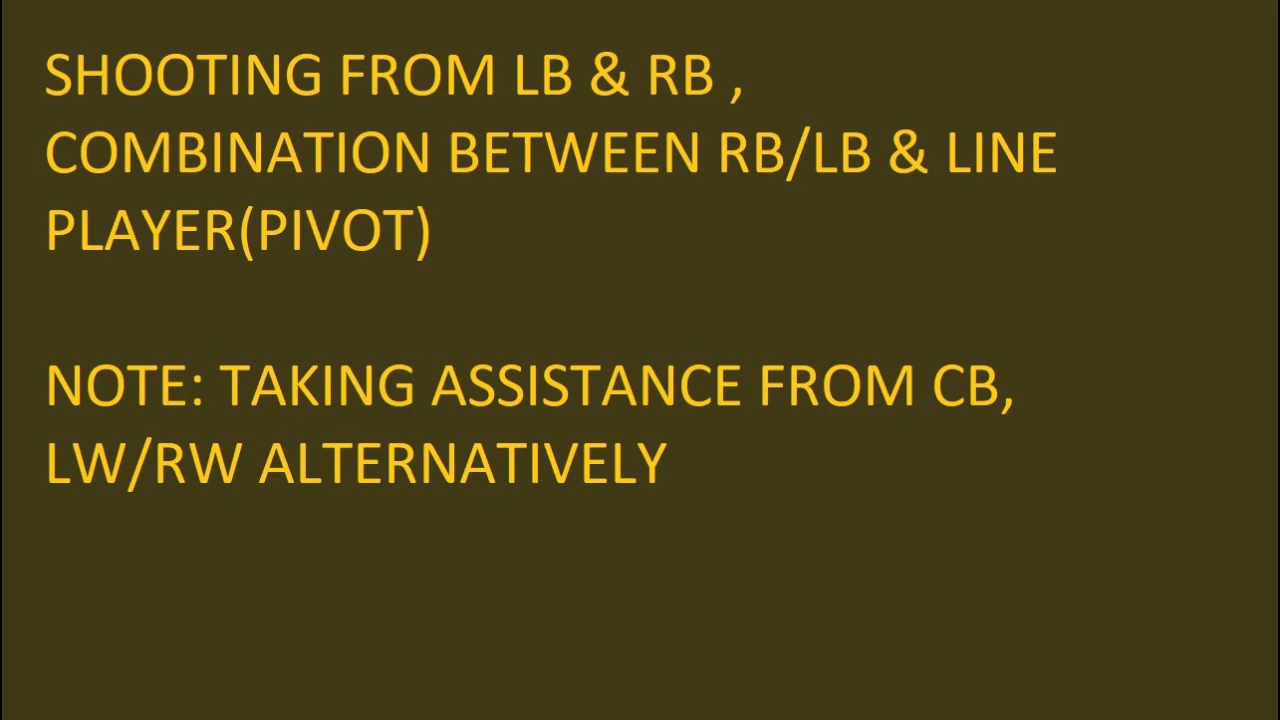 SHOOTING FROM LB & RB ,
COMBINATION BETWEEN RB/LB & LINE
PLAYER(PIVOT)
NOTE: TAKING ASSISTANCE FROM CB,
LW/RW ALTERNATIVELY